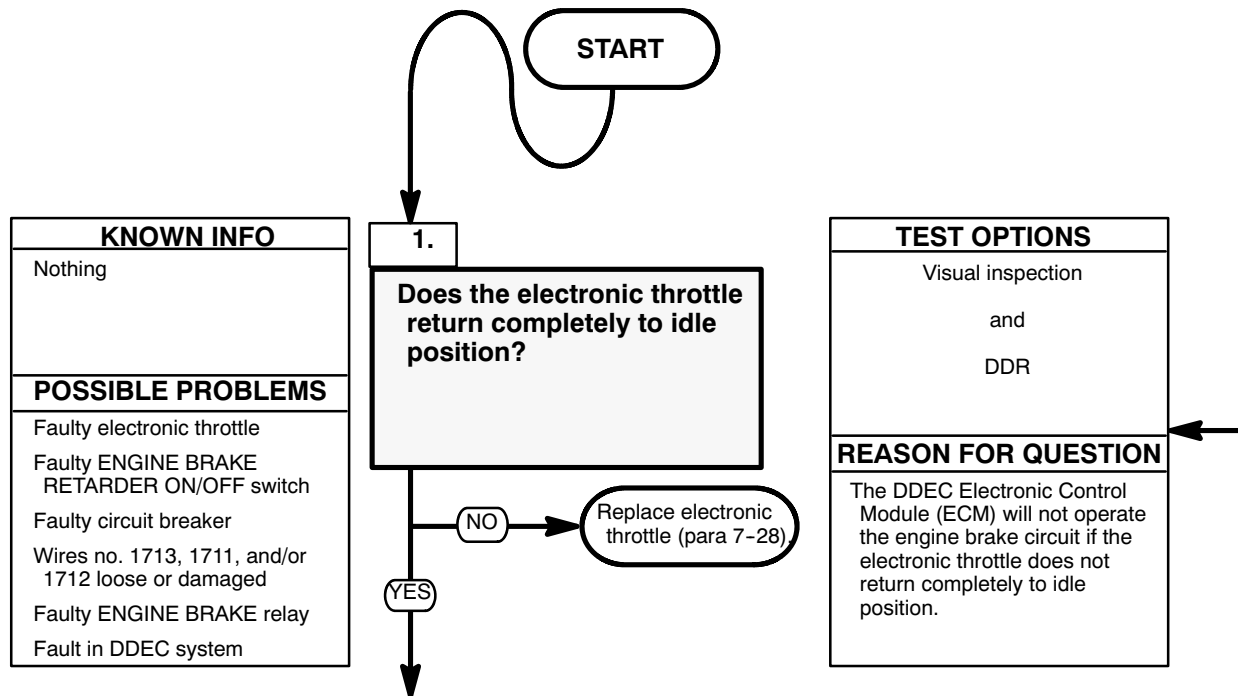 START
KNOWN INFO
Nothing
POSSIBLE PROBLEMS
Faulty electronic throttle
Faulty ENGINE BRAKE
RETARDER ON/OFF switch
Faulty circuit breaker
Wires no. 1713, 1711, and/or
1712 loose or damaged
Faulty ENGINE BRAKE relay
Fault in DDEC system
1.
Does the electronic throttle
return completely to idle
position?
NO
Replace electronic
throttle (para 7-28).
YES
TEST OPTIONS
Visual inspection
and
DDR
REASON FOR QUESTION
The DDEC Electronic Control
Module (ECM) will not operate
the engine brake circuit if the
electronic throttle does not
return completely to idle
position.